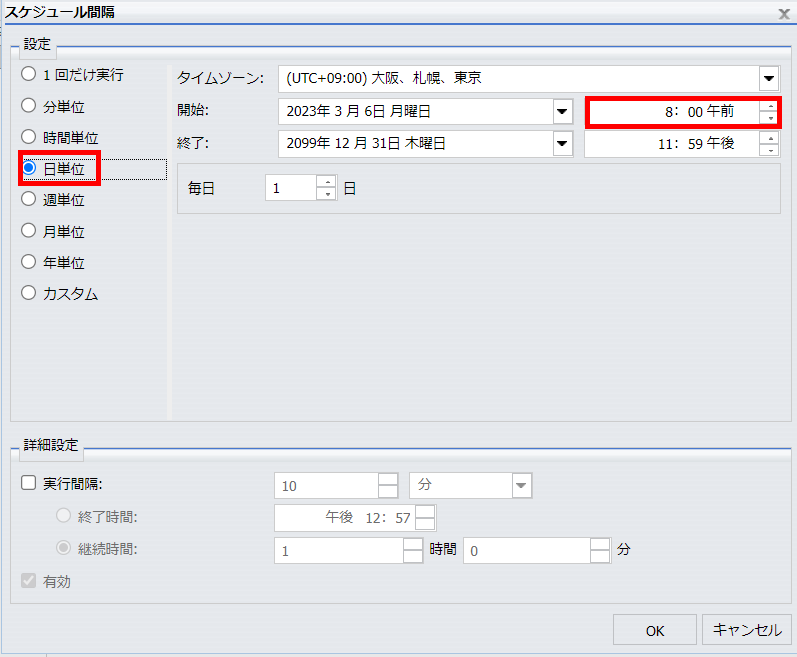 スケジュール間隔
設定
1 回だけ実行
分単位
時間単位
日単位
週単位
月単位
年単位
カスタム
タイムゾーン: (UTC+09:00) 大阪、札幌、東京
開始: 2023年 3 月 6日 月曜日 8: 00 午前
終了: 2099年 12 月 31日 木曜日 11: 59 午後
毎日 1 日
詳細設定
実行間隔: 10 分
終了時間: 午後 12: 57
継続時間: 1 時間 0 分
有効
OK キャンセル